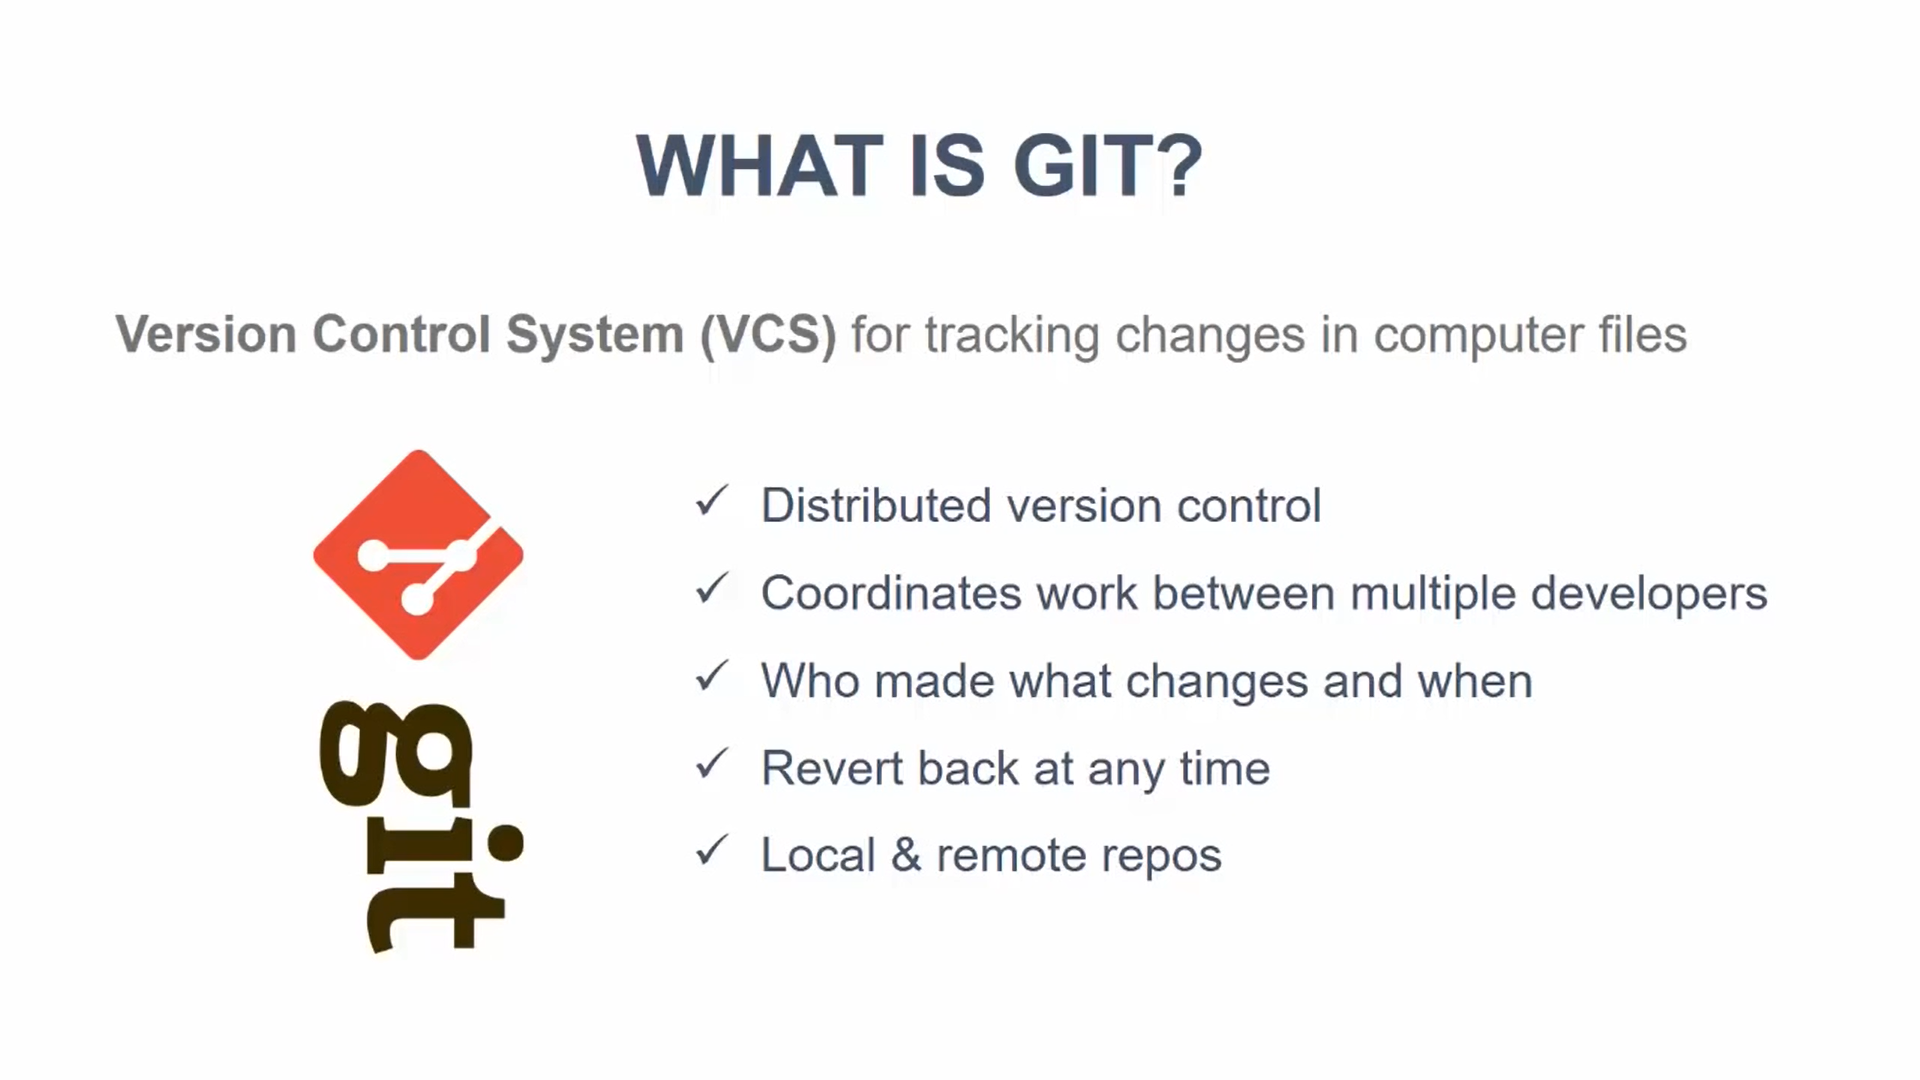 WHAT IS GIT?
Version Control System (VCS) for tracking changes in computer files
git
✓ Distributed version control
✓ Coordinates work between multiple developers
✓ Who made what changes and when
✓ Revert back at any time
✓ Local & remote repos